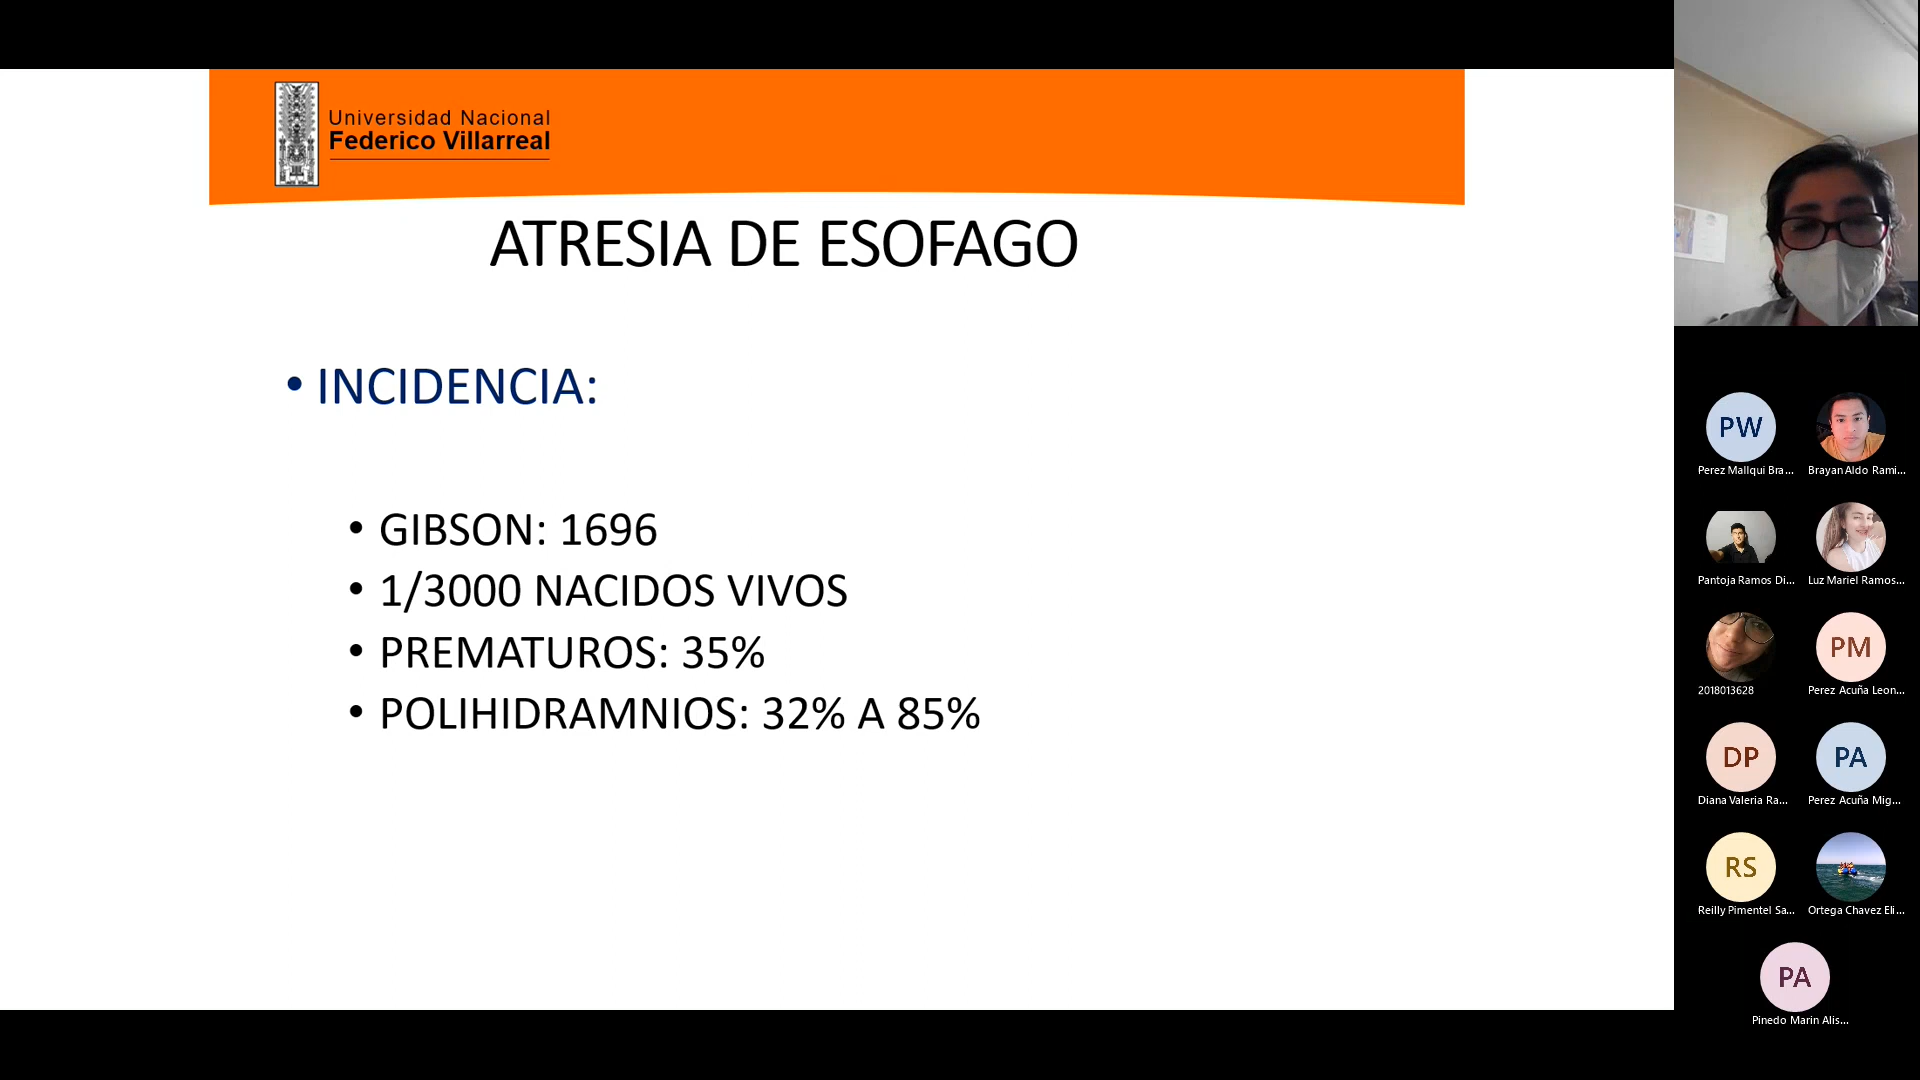 Universidad Nacional
Federico Villarreal
ATRESIA DE ESOFAGO
• INCIDENCIA:
• GIBSON: 1696
• 1/3000 NACIDOS VIVOS
• PREMATUROS: 35%
• POLIHIDRAMNIOS: 32% A 85%
PW
Perez Mallqui Bra...
Brayan Aldo Rami...
Pantoja Ramos Di...
Luz Mariel Ramos...
2018013628
PM
Perez Acuña Leon...
DP
Diana Valeria Ra...
PA
Perez Acuña Mig...
RS
Reilly Pimentel Sa...
Ortega Chavez Eli...
PA
Pinedo Marin Alis...